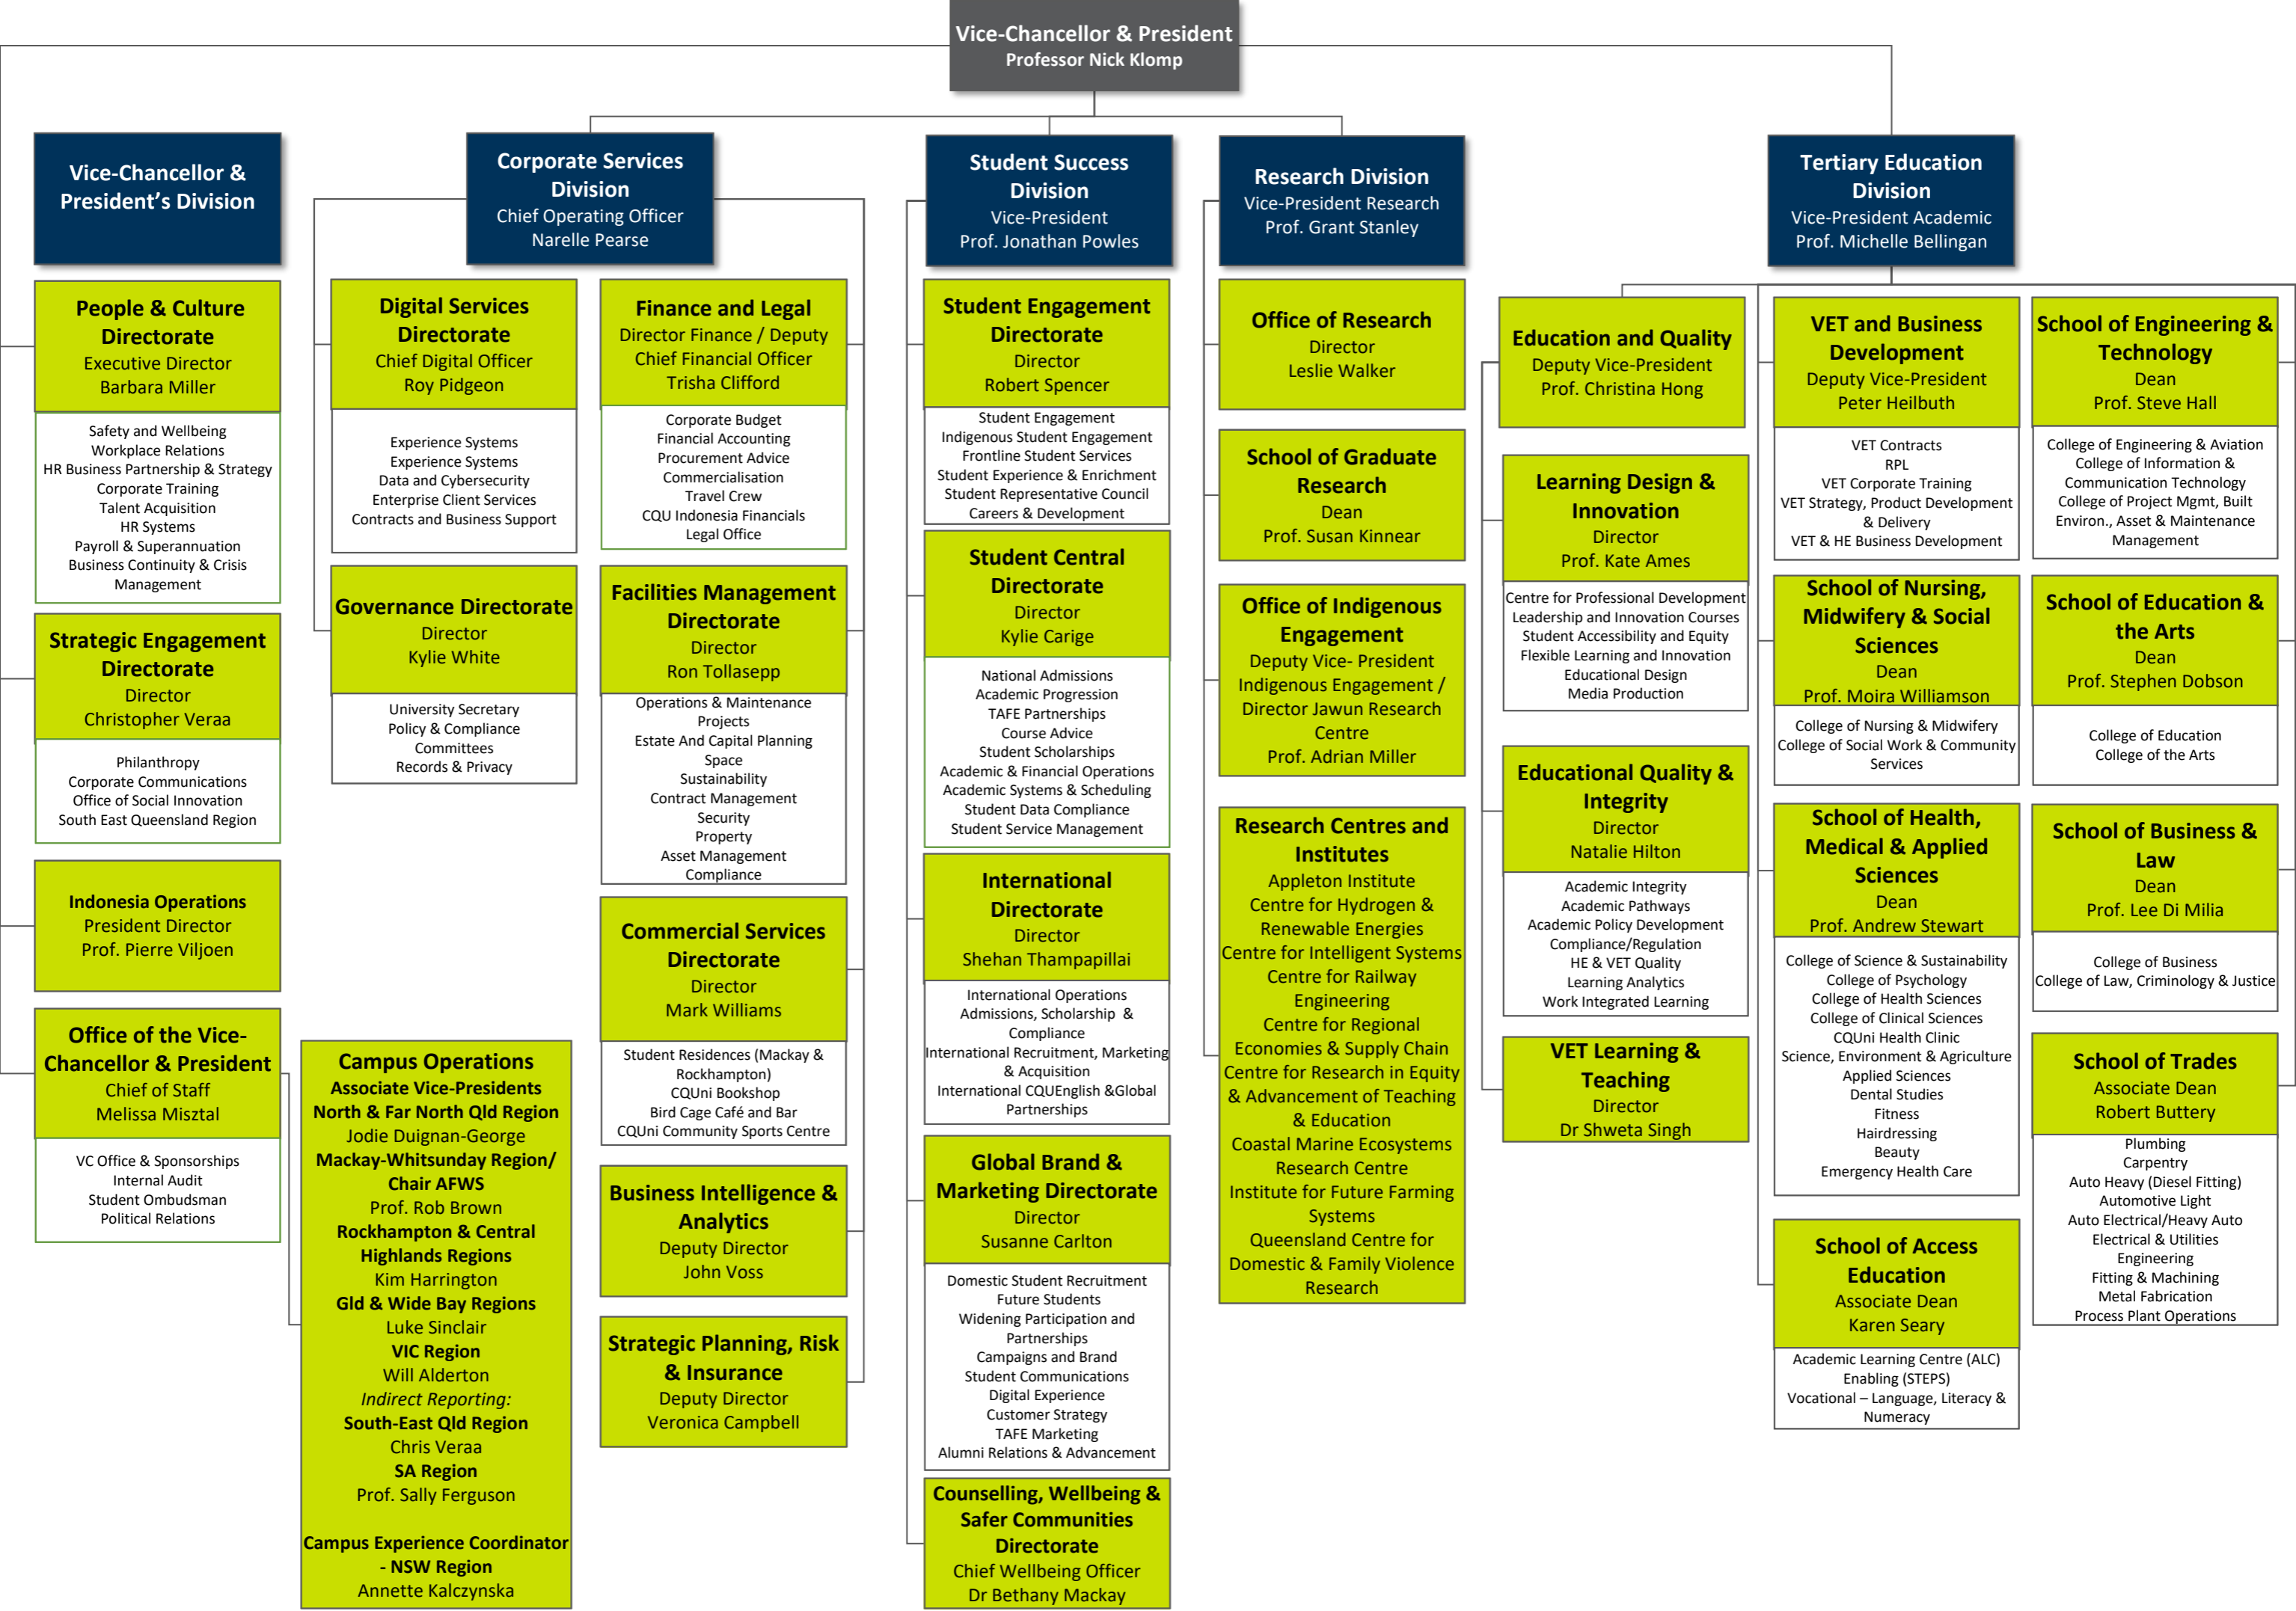 Vice-Chancellor & President
Professor Nick Klomp
Vice-Chancellor &
President’s Division
People & Culture
Directorate
Executive Director
Barbara Miller
Safety and Wellbeing
Workplace Relations
HR Business Partnership & Strategy
Corporate Training
Talent Acquisition
HR Systems
Payroll & Superannuation
Business Continuity & Crisis
Management
Strategic Engagement
Directorate
Director
Christopher Veraa
Philanthropy
Corporate Communications
Office of Social Innovation
South East Queensland Region
Indonesia Operations
President Director
Prof. Pierre Viljoen
Office of the Vice-
Chancellor & President
Chief of Staff
Melissa Misztal
VC Office & Sponsorships
Internal Audit
Student Ombudsman
Political Relations
Campus Operations
Associate Vice-Presidents
North & Far North Qld Region
Jodie Duignan-George
Mackay-Whitsunday Region/
Chair AFWS
Prof. Rob Brown
Rockhampton & Central
Highlands Regions
Kim Harrington
Gld & Wide Bay Regions
Luke Sinclair
VIC Region
Will Alderton
Indirect Reporting:
South-East Qld Region
Chris Veraa
SA Region
Prof. Sally Ferguson
Campus Experience Coordinator
- NSW Region
Annette Kalczynska
Corporate Services
Division
Chief Operating Officer
Narelle Pearse
Digital Services
Directorate
Chief Digital Officer
Roy Pidgeon
Experience Systems
Experience Systems
Data and Cybersecurity
Enterprise Client Services
Contracts and Business Support
Governance Directorate
Director
Kylie White
University Secretary
Policy & Compliance
Committees
Records & Privacy
Finance and Legal
Director Finance / Deputy
Chief Financial Officer
Trisha Clifford
Corporate Budget
Financial Accounting
Procurement Advice
Commercialisation
Travel Crew
CQU Indonesia Financials
Legal Office
Facilities Management
Directorate
Director
Ron Tollasepp
Operations & Maintenance
Projects
Estate And Capital Planning
Space
Sustainability
Contract Management
Security
Property
Asset Management
Compliance
Commercial Services
Directorate
Director
Mark Williams
Student Residences (Mackay &
Rockhampton)
CQUni Bookshop
Bird Cage Café and Bar
CQUni Community Sports Centre
Business Intelligence &
Analytics
Deputy Director
John Voss
Strategic Planning, Risk
& Insurance
Deputy Director
Veronica Campbell
Student Success
Division
Vice-President
Prof. Jonathan Powles
Student Engagement
Directorate
Director
Robert Spencer
Student Engagement
Indigenous Student Engagement
Frontline Student Services
Student Experience & Enrichment
Student Representative Council
Careers & Development
Student Central
Directorate
Director
Kylie Carige
National Admissions
Academic Progression
TAFE Partnerships
Course Advice
Student Scholarships
Academic & Financial Operations
Academic Systems & Scheduling
Student Data Compliance
Student Service Management
International
Directorate
Director
Shehan Thampapillai
International Operations
Admissions, Scholarship &
Compliance
International Recruitment, Marketing
& Acquisition
International CQUEnglish &Global
Partnerships
Global Brand &
Marketing Directorate
Director
Susanne Carlton
Domestic Student Recruitment
Future Students
Widening Participation and
Partnerships
Campaigns and Brand
Student Communications
Digital Experience
Customer Strategy
TAFE Marketing
Alumni Relations & Advancement
Counselling, Wellbeing &
Safer Communities
Directorate
Chief Wellbeing Officer
Dr Bethany Mackay
Research Division
Vice-President Research
Prof. Grant Stanley
Office of Research
Director
Leslie Walker
School of Graduate
Research
Dean
Prof. Susan Kinnear
Office of Indigenous
Engagement
Deputy Vice- President
Indigenous Engagement /
Director Jawun Research
Centre
Prof. Adrian Miller
Research Centres and
Institutes
Appleton Institute
Centre for Hydrogen &
Renewable Energies
Centre for Intelligent Systems
Centre for Railway
Engineering
Centre for Regional
Economies & Supply Chain
Centre for Research in Equity
& Advancement of Teaching
& Education
Coastal Marine Ecosystems
Research Centre
Institute for Future Farming
Systems
Queensland Centre for
Domestic & Family Violence
Research
Tertiary Education
Division
Vice-President Academic
Prof. Michelle Bellingan
Education and Quality
Deputy Vice-President
Prof. Christina Hong
Learning Design &
Innovation
Director
Prof. Kate Ames
Centre for Professional Development
Leadership and Innovation Courses
Student Accessibility and Equity
Flexible Learning and Innovation
Educational Design
Media Production
Educational Quality &
Integrity
Director
Natalie Hilton
Academic Integrity
Academic Pathways
Academic Policy Development
Compliance/Regulation
HE & VET Quality
Learning Analytics
Work Integrated Learning
VET Learning &
Teaching
Director
Dr Shweta Singh
VET and Business
Development
Deputy Vice-President
Peter Heilbuth
VET Contracts
RPL
VET Corporate Training
VET Strategy, Product Development
& Delivery
VET & HE Business Development
School of Nursing,
Midwifery & Social
Sciences
Dean
Prof. Moira Williamson
College of Nursing & Midwifery
College of Social Work & Community
Services
School of Health,
Medical & Applied
Sciences
Dean
Prof. Andrew Stewart
College of Science & Sustainability
College of Psychology
College of Health Sciences
College of Clinical Sciences
CQUni Health Clinic
Science, Environment & Agriculture
Applied Sciences
Dental Studies
Fitness
Hairdressing
Beauty
Emergency Health Care
School of Access
Education
Associate Dean
Karen Seary
Academic Learning Centre (ALC)
Enabling (STEPS)
Vocational – Language, Literacy &
Numeracy
School of Engineering &
Technology
Dean
Prof. Steve Hall
College of Engineering & Aviation
College of Information &
Communication Technology
College of Project Mgmt, Built
Environ., Asset & Maintenance
Management
School of Education &
the Arts
Dean
Prof. Stephen Dobson
College of Education
College of the Arts
School of Business &
Law
Dean
Prof. Lee Di Milia
College of Business
College of Law, Criminology & Justice
School of Trades
Associate Dean
Robert Buttery
Plumbing
Carpentry
Auto Heavy (Diesel Fitting)
Automotive Light
Auto Electrical/Heavy Auto
Electrical & Utilities
Engineering
Fitting & Machining
Metal Fabrication
Process Plant Operations